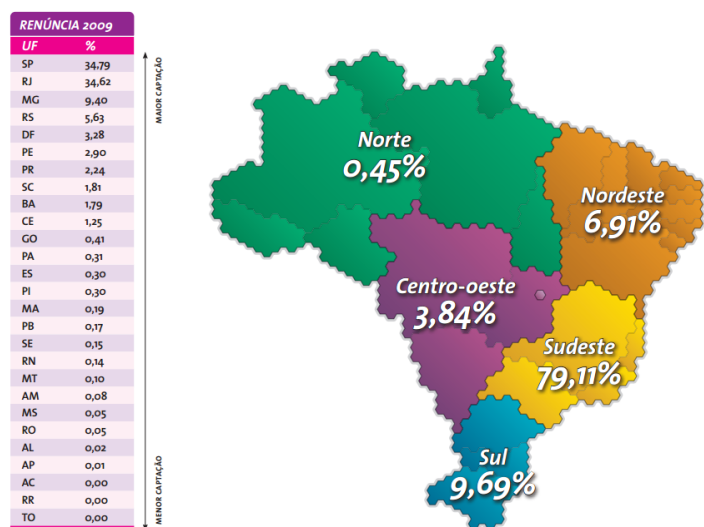 RENÚNCIA 2009
UF %
SP 34,79
RJ 34,62
MG 9,40
RS 5,63
DF 3,28
PE 2,90
PR 2,24
SC 1,81
BA 1,79
CE 1,25
GO 0,41
PA 0,31
ES 0,30
PI 0,30
MA 0,19
PB 0,17
SE 0,15
RN 0,14
MT 0,10
AM 0,08
MS 0,05
RO 0,05
AL 0,02
AP 0,01
AC 0,00
RR 0,00
TO 0,00
MAIOR CAPTAÇÃO
MENOR CAPTAÇÃO
Norte
0,45%
Nordeste
6,91%
Centro-oeste
3,84%
Sudeste
79,11%
Sul
9,69%